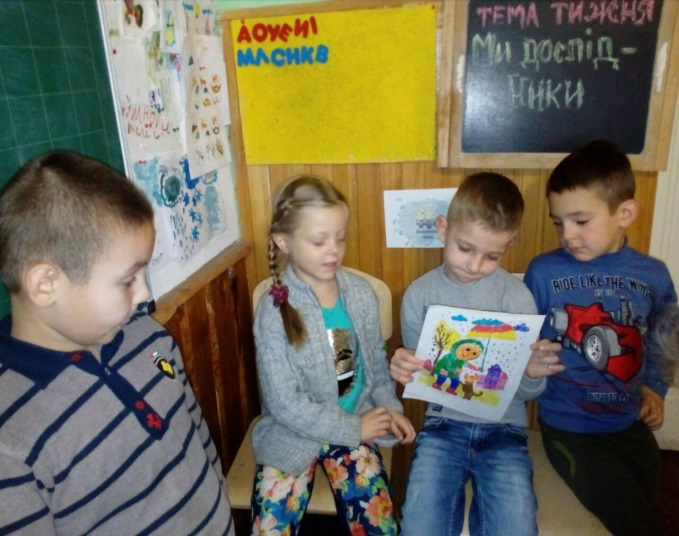 АОУЕИІ
МЛСНКВ
ТЕМА ТИЖНЯ
Ми дослід-
ники
RIDE LIKE THE